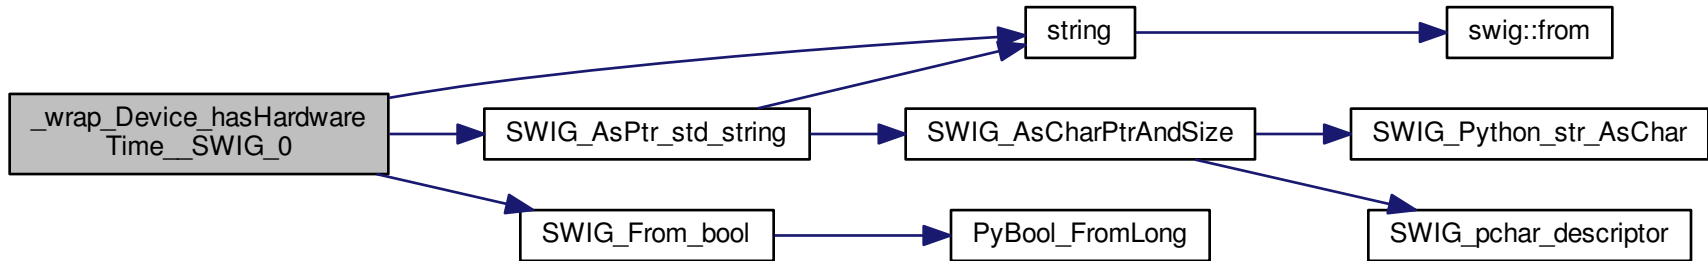 string
swig::from
_wrap_Device_hasHardware
Time__SWIG_0
SWIG_AsPtr_std_string
SWIG_AsCharPtrAndSize
SWIG_Python_str_AsChar
SWIG_From_bool
PyBool_FromLong
SWIG_pchar_descriptor